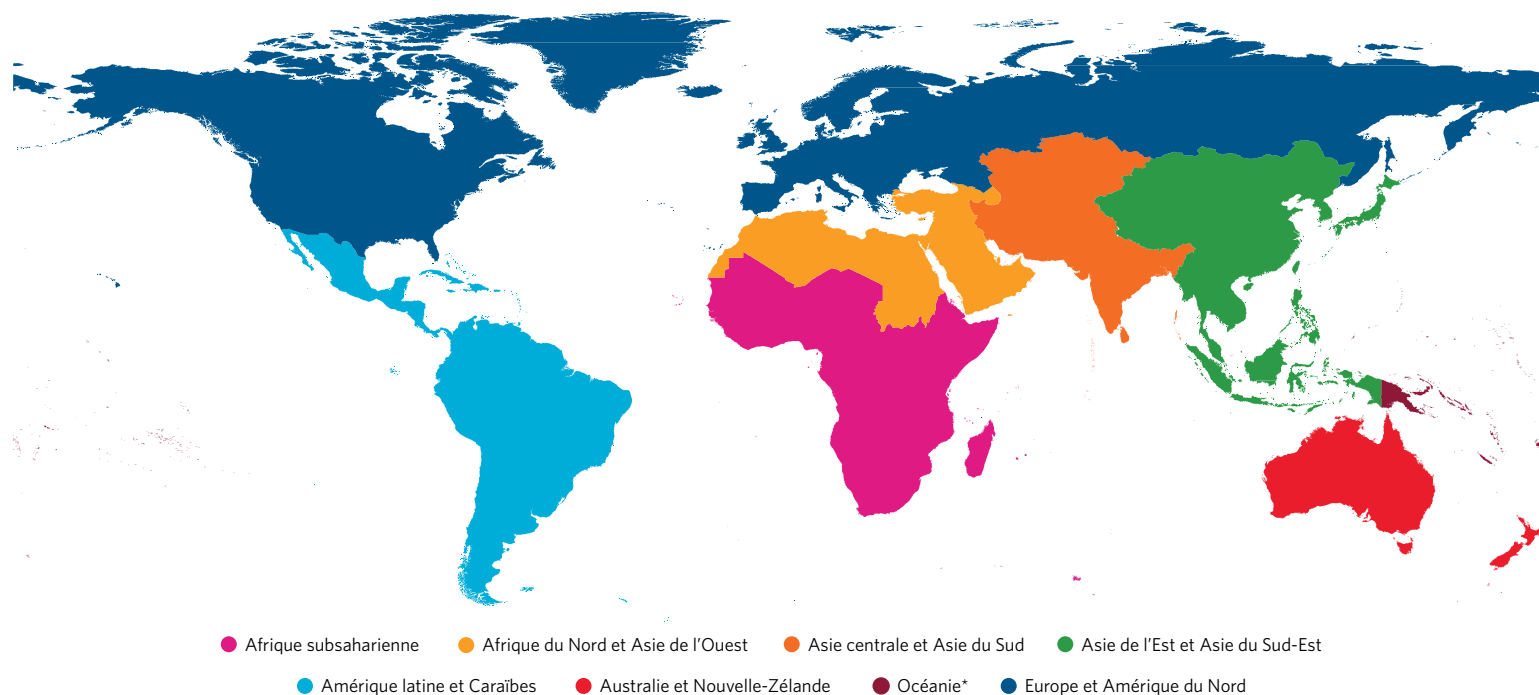 Afrique subsaharienne Afrique du Nord et Asie de l’Ouest Asie centrale et Asie du Sud Asie de l’Est et Asie du Sud-Est
Amérique latine et Caraïbes Australie et Nouvelle-Zélande Océanie* Europe et Amérique du Nord